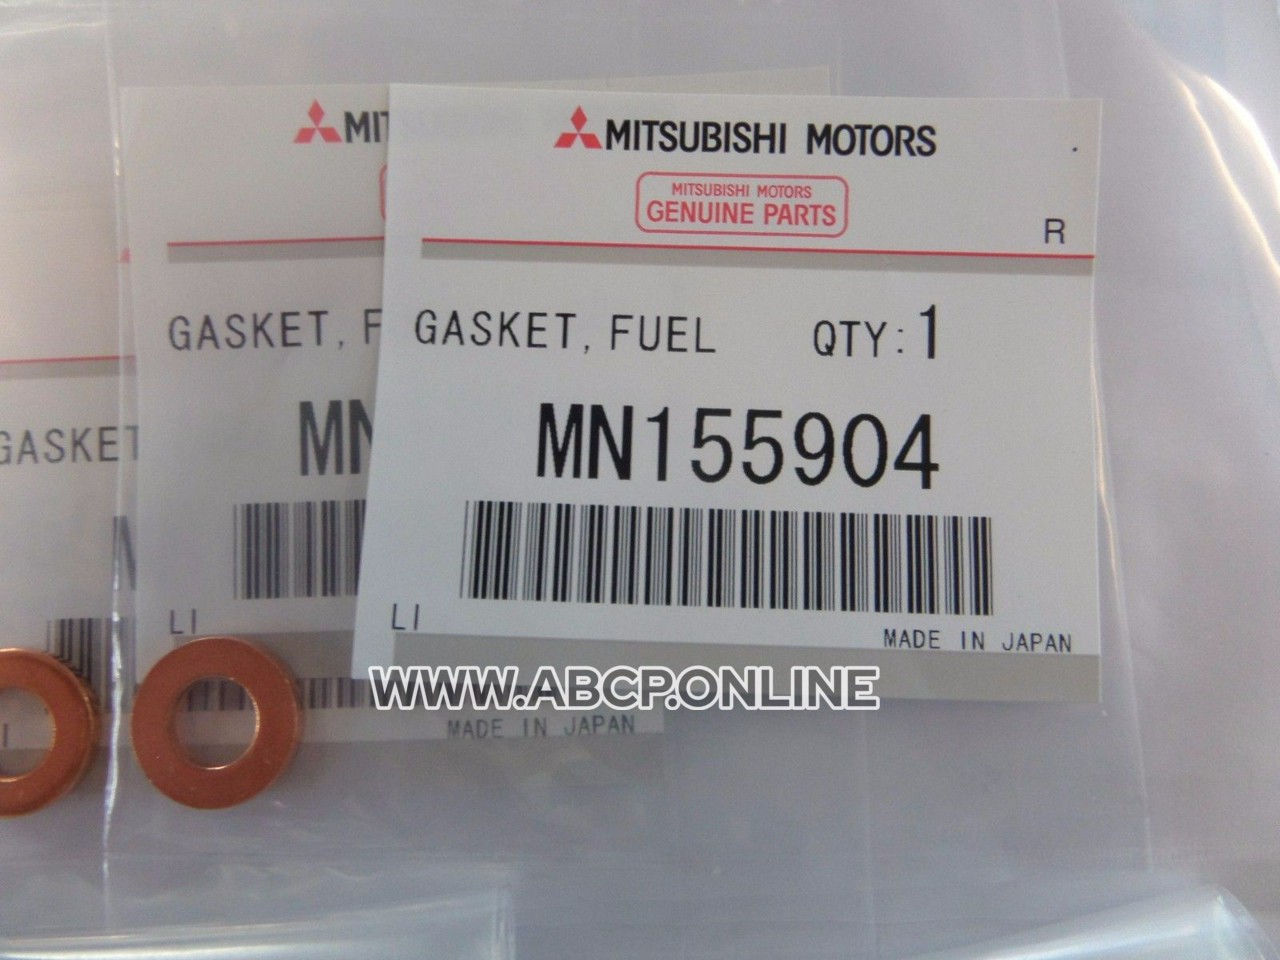 MITSUBISHI MOTORS
MITSUBISHI MOTORS
GENUINE PARTS
R
GASKET, FUEL QTY: 1
MN155904
LI
MADE IN JAPAN
MI
GASKET, F
MN
LI
MADE IN JAPAN
GASKET
WWW.ABCP.ONLINE